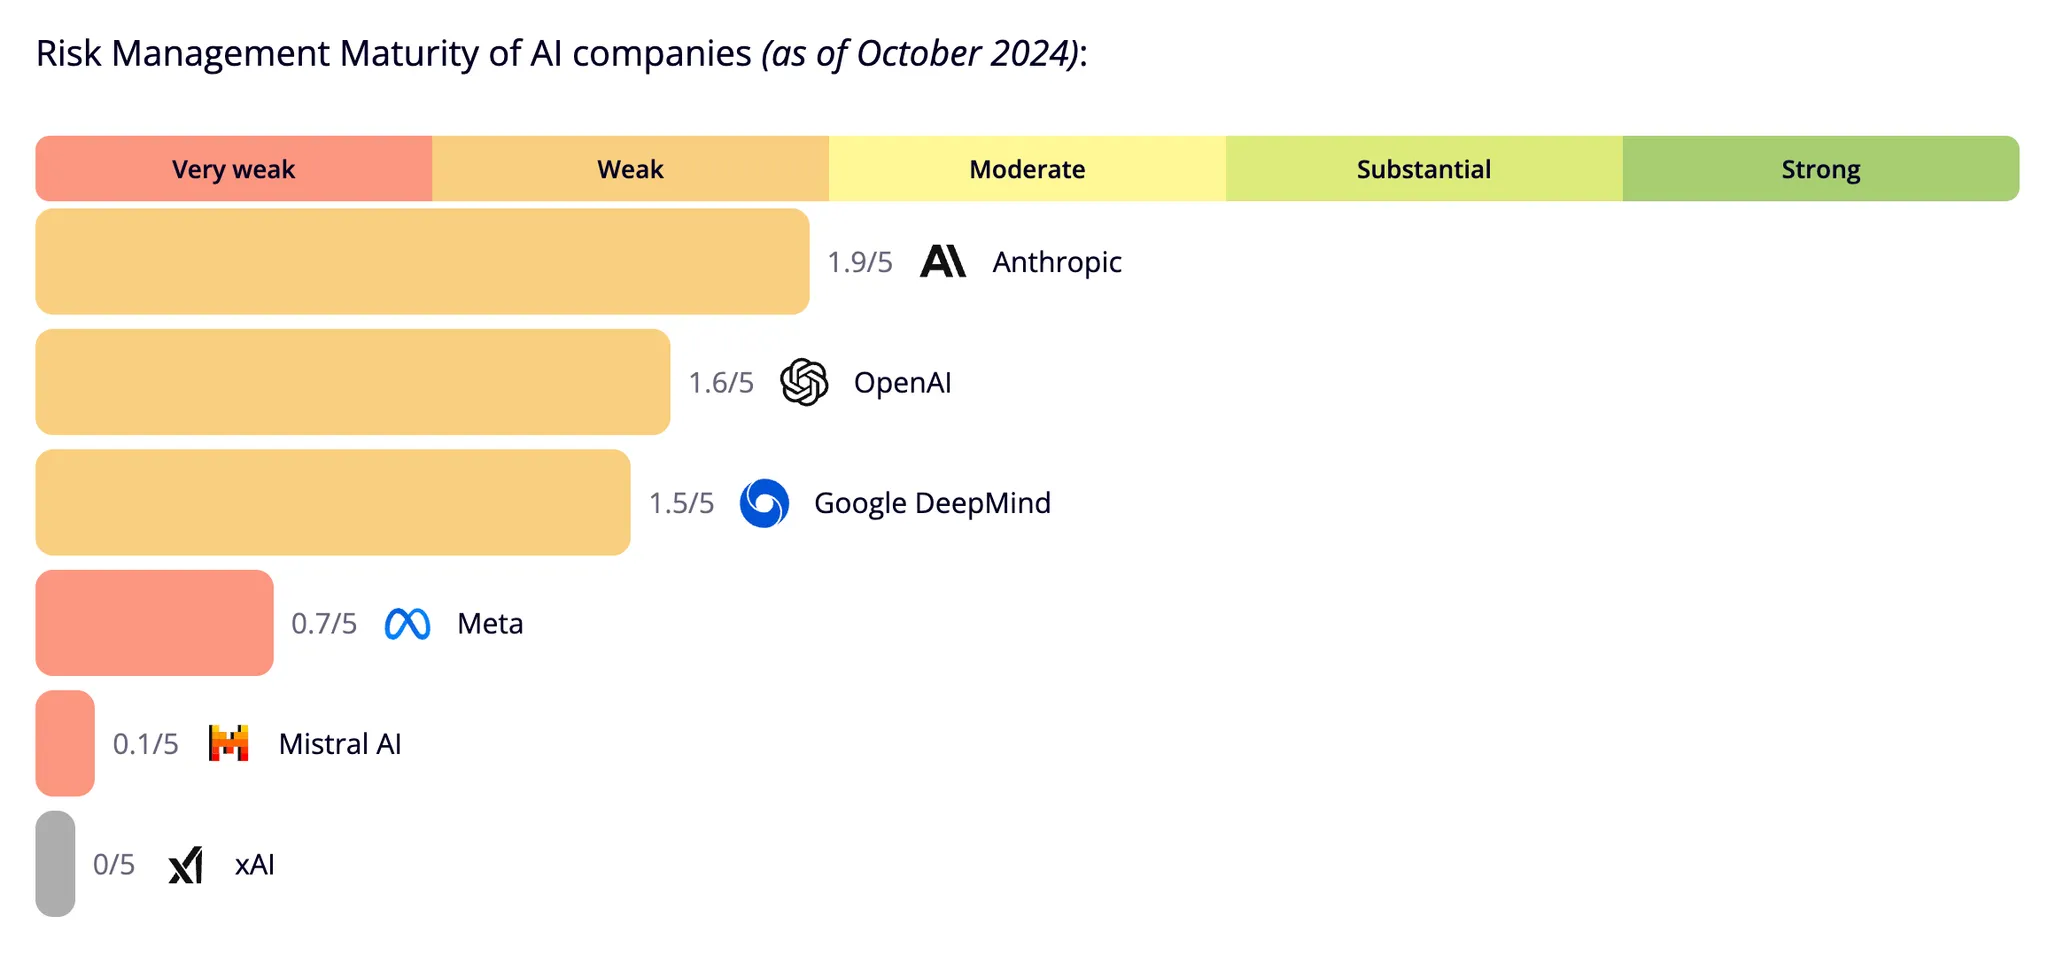 Risk Management Maturity of AI companies (as of October 2024):
Very weak Weak Moderate Substantial Strong
1.9/5 Anthropic
1.6/5 OpenAI
1.5/5 Google DeepMind
0.7/5 Meta
0.1/5 Mistral AI
0/5 xAI